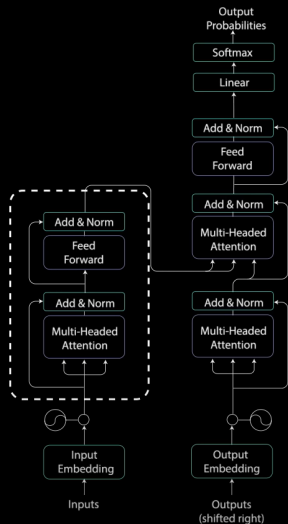 Output
Probabilities
Softmax
Linear
Add & Norm
Feed
Forward
Add & Norm
Multi-Headed
Attention
Add & Norm
Multi-Headed
Attention
Output
Embedding
Outputs
(shifted right)
Add & Norm
Feed
Forward
Add & Norm
Multi-Headed
Attention
Input
Embedding
Inputs